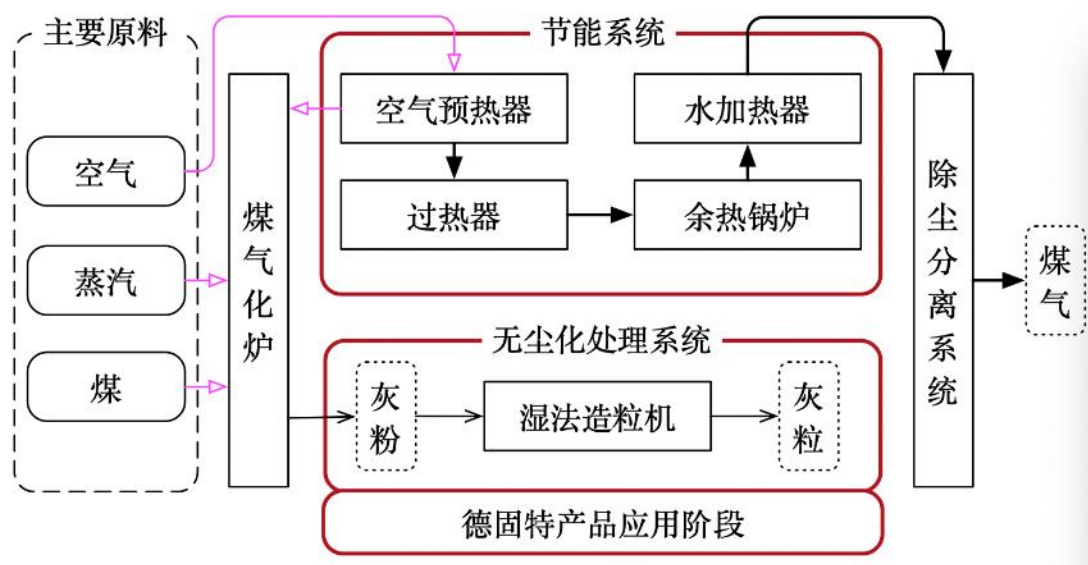 主要原料
空气
蒸汽
煤
煤气化炉
节能系统
空气预热器
水加热器
过热器
余热锅炉
无尘化处理系统
灰粉
湿法造粒机
灰粒
德固特产品应用阶段
除尘分离系统
煤气